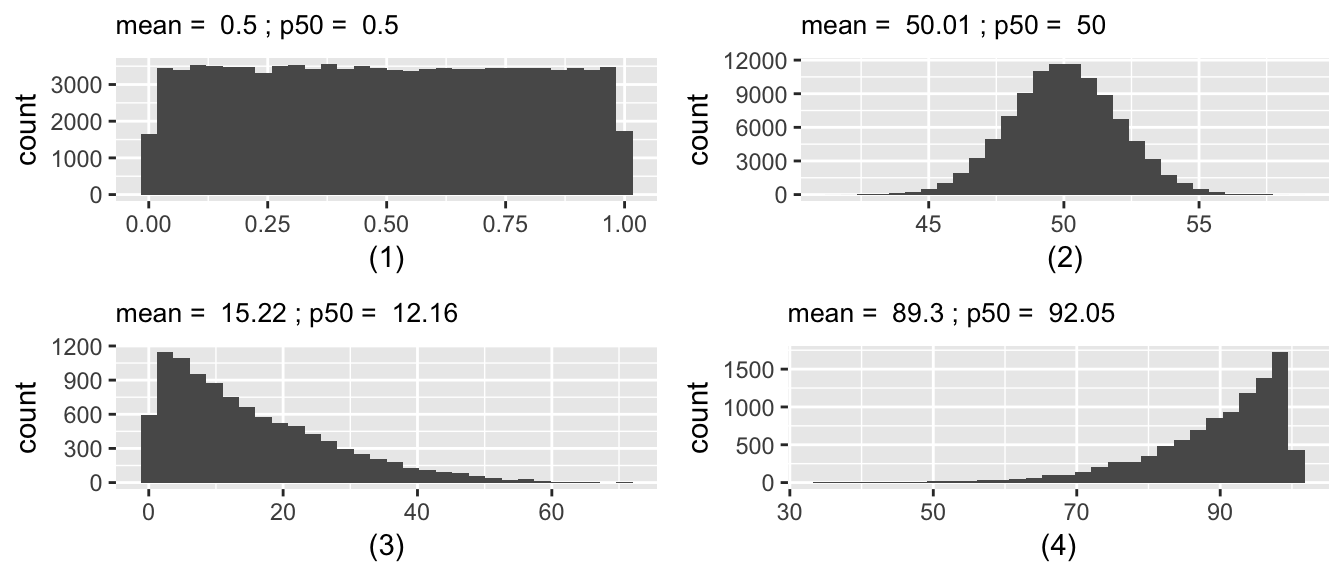 mean =  0.5 ; p50 =  0.5
count
3000
2000
1000
0
0.00 0.25 0.50 0.75 1.00
(1)
mean =  50.01 ; p50 =  50
count
12000
9000
6000
3000
0
45 50 55
(2)
mean =  15.22 ; p50 =  12.16
count
1200
900
600
300
0
0 20 40 60
(3)
mean =  89.3 ; p50 =  92.05
count
1500
1000
500
0
30 50 70 90
(4)